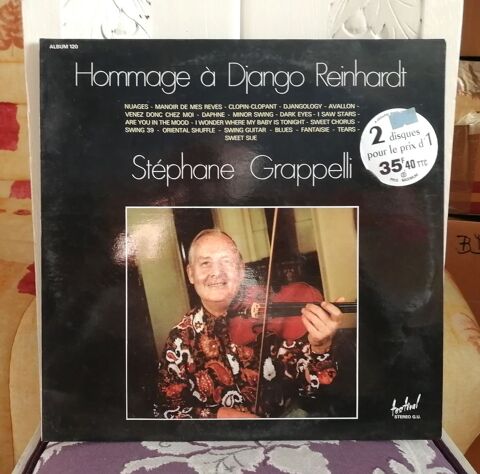 ALBUM 120
Hommage à Django Reinhardt
NUAGES - MANOIR DE MES REVES - CLOPIN-CLOPANT - DJANGOLOGY - AVALLON -
VENEZ DONC CHEZ MOI - DAPHNE - MINOR SWING - DARK EYES - I SAW STARS -
ARE YOU IN THE MOOD - I WONDER WHERE MY BABY IS TONIGHT - SWEET CHORUS -
SWING 39 - ORIENTAL SHUFFLE - SWING GUITAR - BLUES - FANTAISIE - TEARS -
SWEET SUE
2 disques
pour le prix d'1
35F40 TTC
Stéphane Grappelli
festival
STEREO G.U.